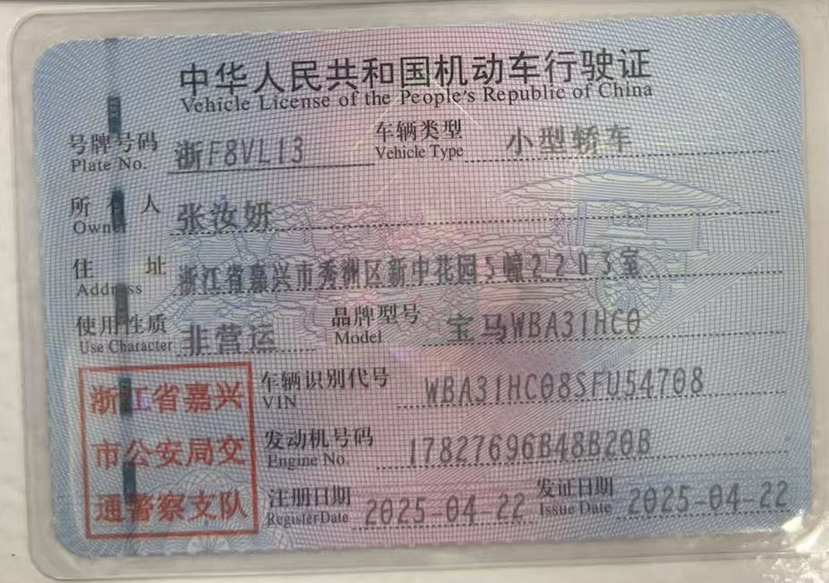 中华人民共和国机动车行驶证
Vehicle License of the People's Republic of China
号牌号码 浙F8VL13 车辆类型 小型轿车
Plate No. Vehicle Type
所 人 张汝妍
Own
住 址 浙江省嘉兴市秀洲区新中花园5幢2203室
Address
使用性质 非营运 品牌型号 宝马WBA31HC0
Use Character Model
车辆识别代号 WBA31HC08SFU54708
VIN
发动机号码 17827696B48B20B
Engine No.
注册日期 2025-04-22 发证日期 2025-04-22
Register Date Issue Date
浙江省嘉兴
市公安局交
通警察支队